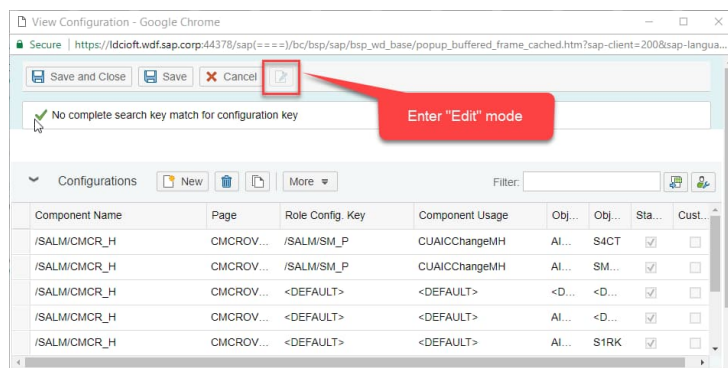 View Configuration - Google Chrome
Secure | https://ldcioft.wdf.sap.corp:44378/sap(====)/bc/bsp/sap/bsp_wd_base/popup_buffered_frame_cached.htm?sap-client=200&sap-langua...
Save and Close Save Cancel
Enter "Edit" mode
No complete search key match for configuration key
Configurations New More Filter:
Component Name Page Role Config. Key Component Usage Obj... Obj... Sta... Cust...
/SALM/CMCR_H CMCROV... /SALM/SM_P CUAICChangeMH AI... S4CT
/SALM/CMCR_H CMCROV... /SALM/SM_P CUAICChangeMH AI... SM...
/SALM/CMCR_H CMCROV... <DEFAULT> <DEFAULT> <D... <D...
/SALM/CMCR_H CMCROV... <DEFAULT> <DEFAULT> AI... <D...
/SALM/CMCR_H CMCROV... <DEFAULT> <DEFAULT> AI... S1RK